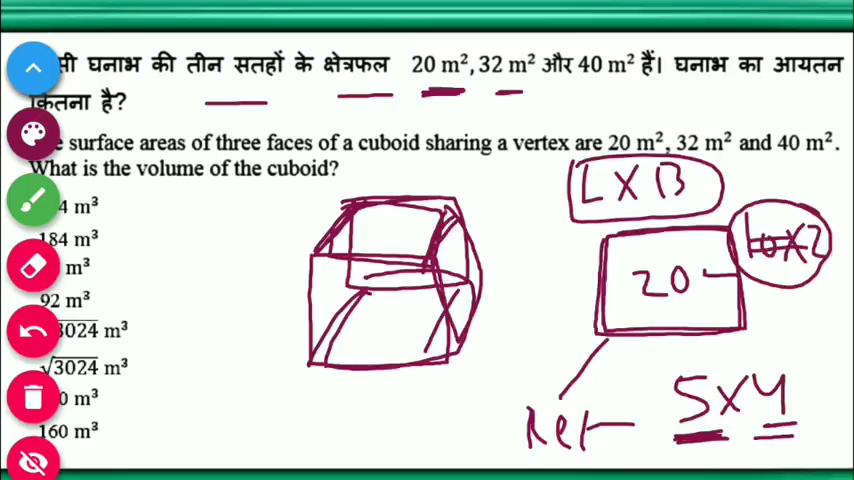 घनाभ की तीन सतहों के क्षेत्रफल 20 m², 32 m² और 40 m² हैं। घनाभ का आयतन
कितना है?
surface areas of three faces of a cuboid sharing a vertex are 20 m², 32 m² and 40 m².
What is the volume of the cuboid?
4 m³
184 m³
m³
92 m³
3024 m³
√3024 m³
0 m³
160 m³
L X B
10X2
20
5X4